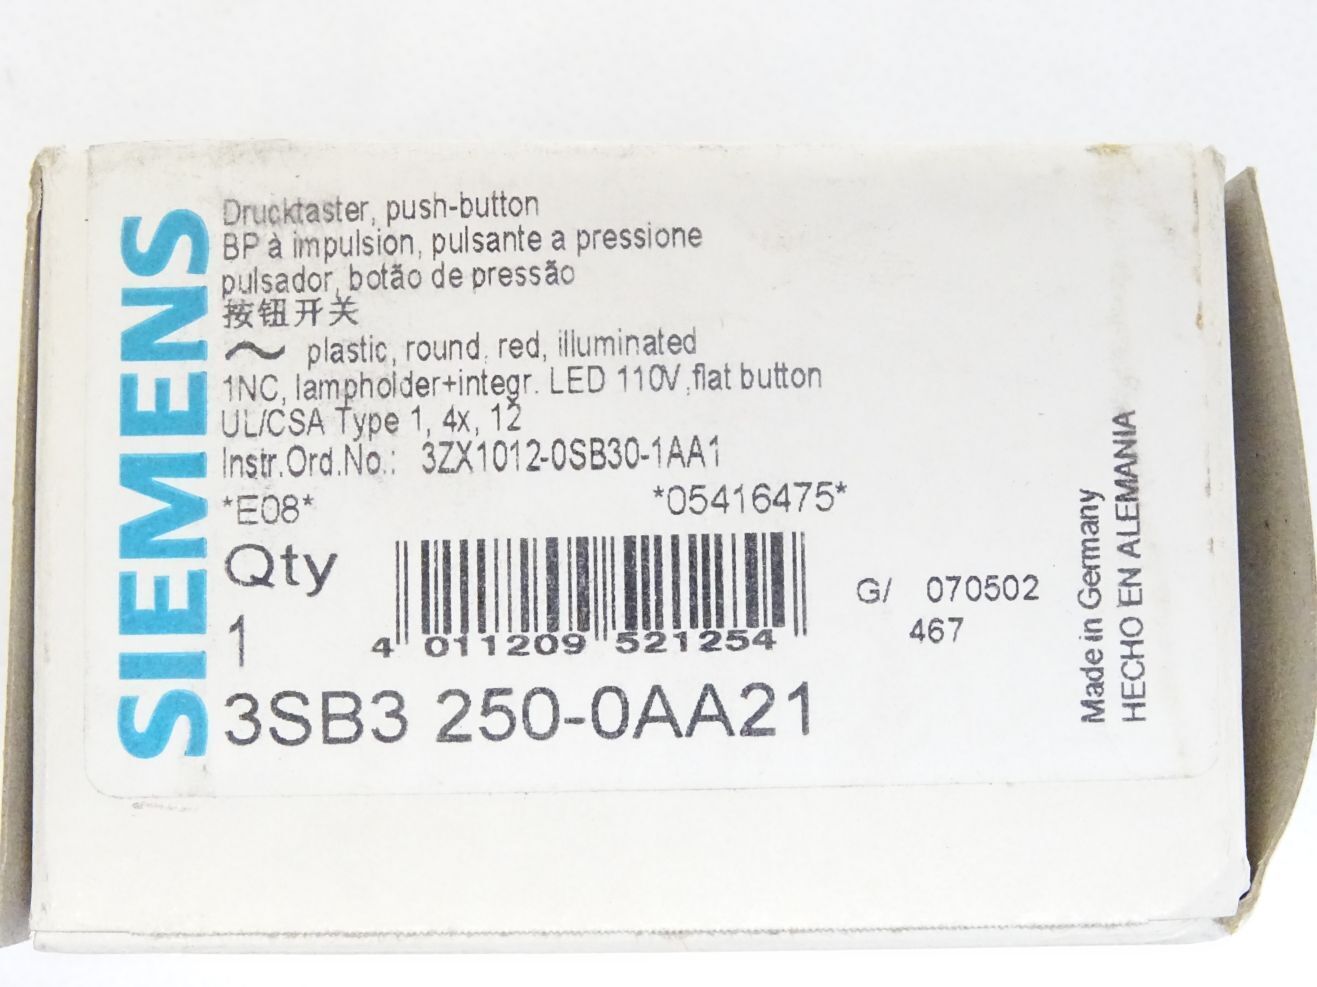 SIEMENS
Drucktaster, push-button
BP à impulsion, pulsante a pressione
pulsador, botão de pressão
按钮开关
~ plastic, round, red, illuminated
1NC, lampholder+integr. LED 110V,flat button
UL/CSA Type 1, 4x, 12
Instr.Ord.No.: 3ZX1012-0SB30-1AA1
*E08* *05416475*
Qty
1
4 011209 521254
G/ 070502
467
3SB3 250-0AA21
Made in Germany
HECHO EN ALEMANIA